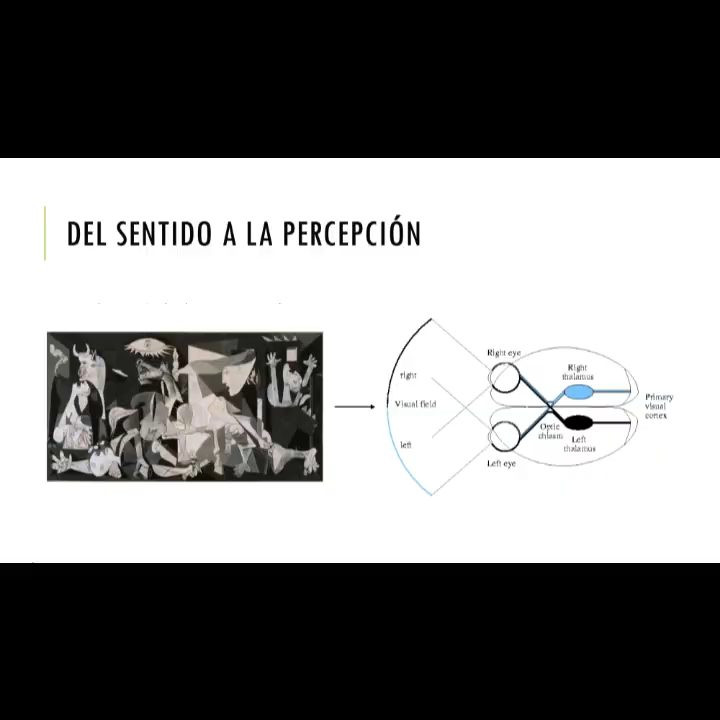 DEL SENTIDO A LA PERCEPCIÓN
Right eye
right
Right
thalamus
Visual field
Primary
visual
cortex
left
Optic
chiasm
Left
thalamus
Left eye